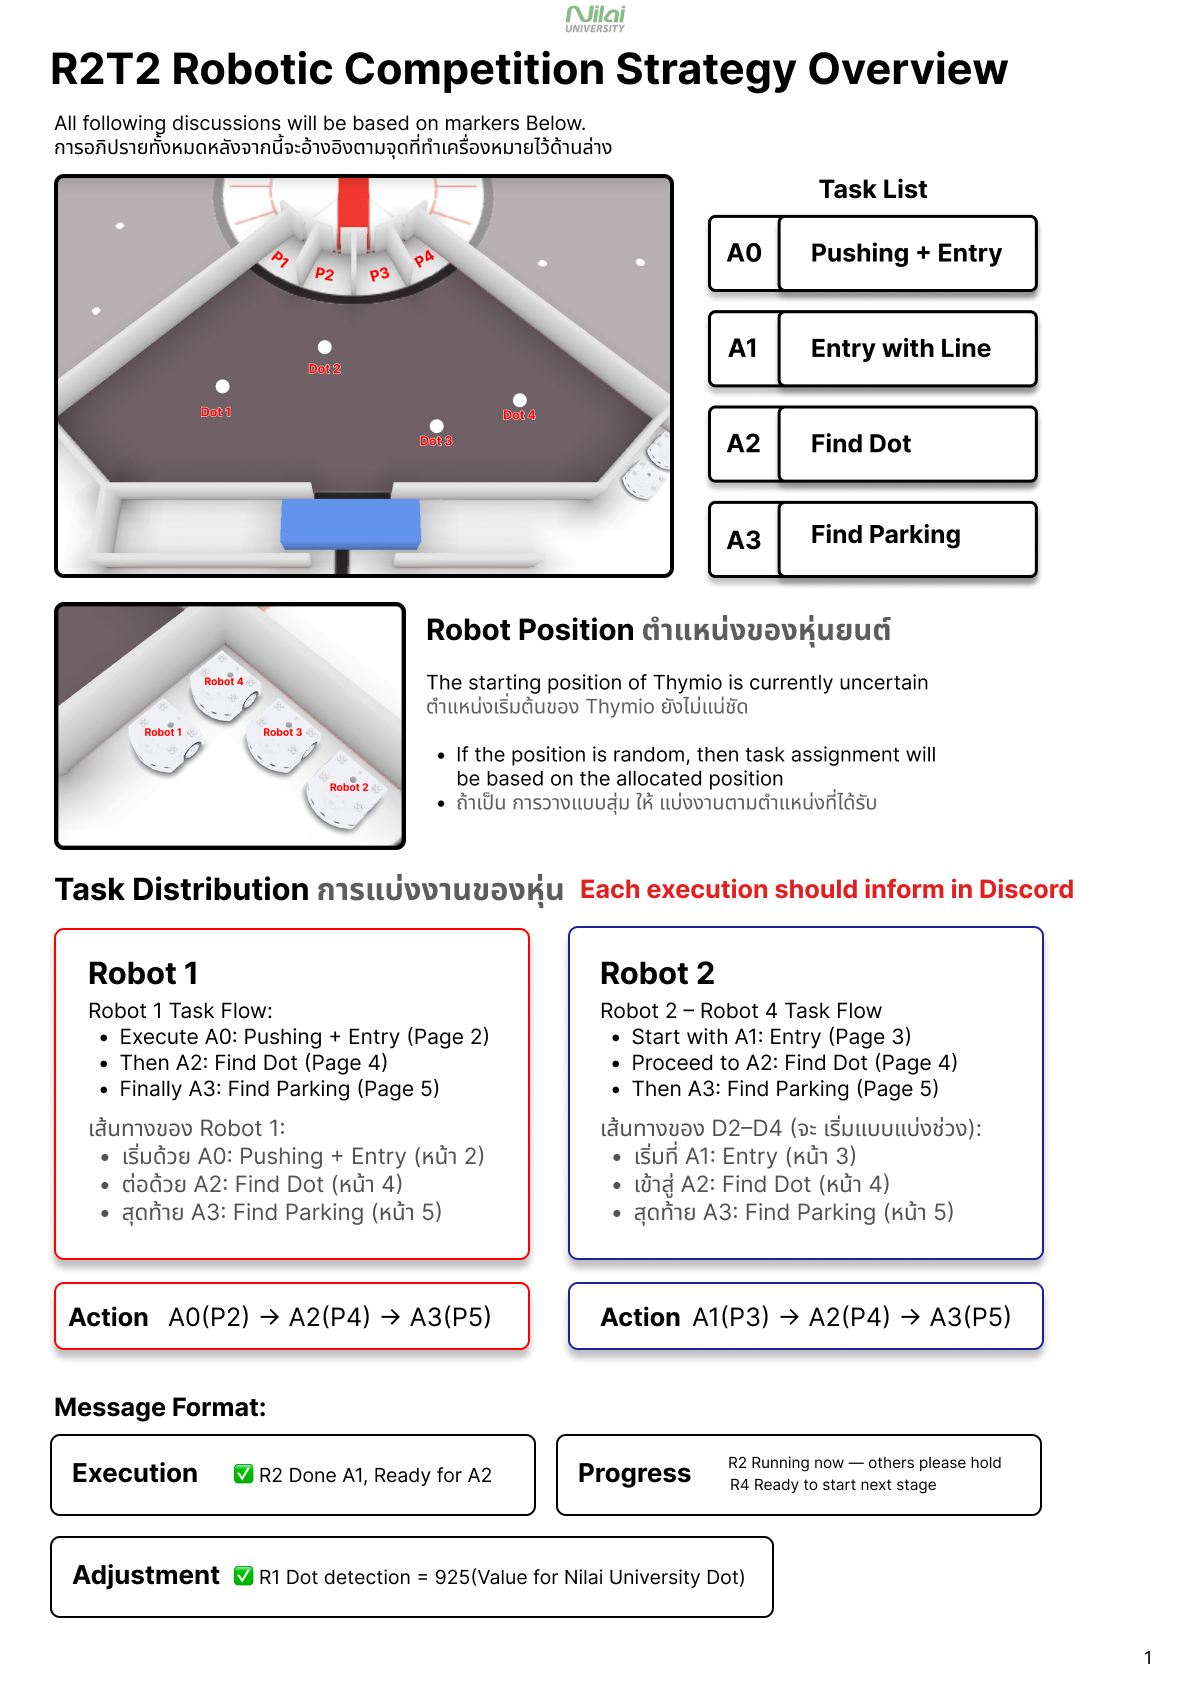 Nilai
UNIVERSITY
R2T2 Robotic Competition Strategy Overview
All following discussions will be based on markers Below.
การอภิปรายทั้งหมดหลังจากนี้จะอ้างอิงตามจุดที่ทำเครื่องหมายไว้ด้านล่าง
P1
P2
P3
P4
Dot 2
Dot 1
Dot 4
Dot 3
Task List
A0 Pushing + Entry
A1 Entry with Line
A2 Find Dot
A3 Find Parking
Robot 4
Robot 1
Robot 3
Robot 2
Robot Position ตำแหน่งของหุ่นยนต์
The starting position of Thymio is currently uncertain
ตำแหน่งเริ่มต้นของ Thymio ยังไม่แน่ชัด
• If the position is random, then task assignment will
be based on the allocated position
• ถ้าเป็น การวางแบบสุ่ม ให้ แบ่งงานตามตำแหน่งที่ได้รับ
Task Distribution การแบ่งงานของหุ่น Each execution should inform in Discord
Robot 1
Robot 1 Task Flow:
• Execute A0: Pushing + Entry (Page 2)
• Then A2: Find Dot (Page 4)
• Finally A3: Find Parking (Page 5)
เส้นทางของ Robot 1:
• เริ่มด้วย A0: Pushing + Entry (หน้า 2)
• ต่อด้วย A2: Find Dot (หน้า 4)
• สุดท้าย A3: Find Parking (หน้า 5)
Action A0(P2) → A2(P4) → A3(P5)
Robot 2
Robot 2 – Robot 4 Task Flow
• Start with A1: Entry (Page 3)
• Proceed to A2: Find Dot (Page 4)
• Then A3: Find Parking (Page 5)
เส้นทางของ D2–D4 (จะ เริ่มแบบแบ่งช่วง):
• เริ่มที่ A1: Entry (หน้า 3)
• เข้าสู่ A2: Find Dot (หน้า 4)
• สุดท้าย A3: Find Parking (หน้า 5)
Action A1(P3) → A2(P4) → A3(P5)
Message Format:
Execution ✅ R2 Done A1, Ready for A2
Progress
R2 Running now — others please hold
R4 Ready to start next stage
Adjustment ✅ R1 Dot detection = 925(Value for Nilai University Dot)
1